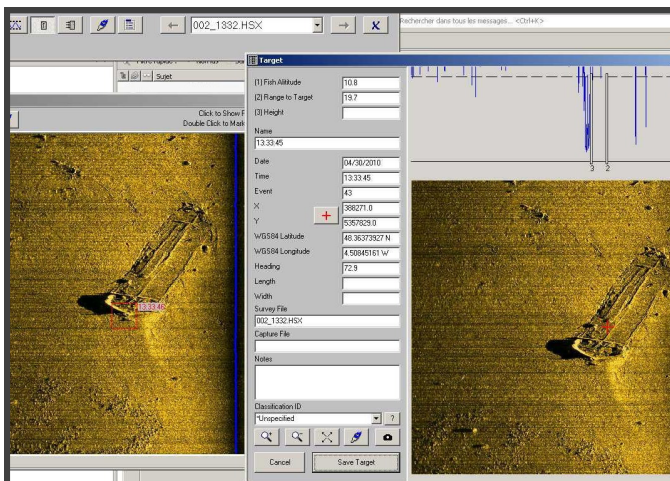 002_1332.HSX
Rechercher dans tous les messages... <Ctrl+K>
Sujet
Target
Click to Show
Double Click to Mark
(1) Fish Altitude 10.8
(2) Range to Target 19.7
(3) Height
Name
13:33:45
Date 04/30/2010
Time 13:33:45
Event 43
X 388271.0
Y 5357829.0
WGS84 Latitude 48.36373927 N
WGS84 Longitude 4.50845161 W
Heading 72.9
Length
Width
Survey File
002_1332.HSX
Capture File
Notes
Classification ID
*Unspecified
?
Cancel
Save Target
13:33:46
3 2